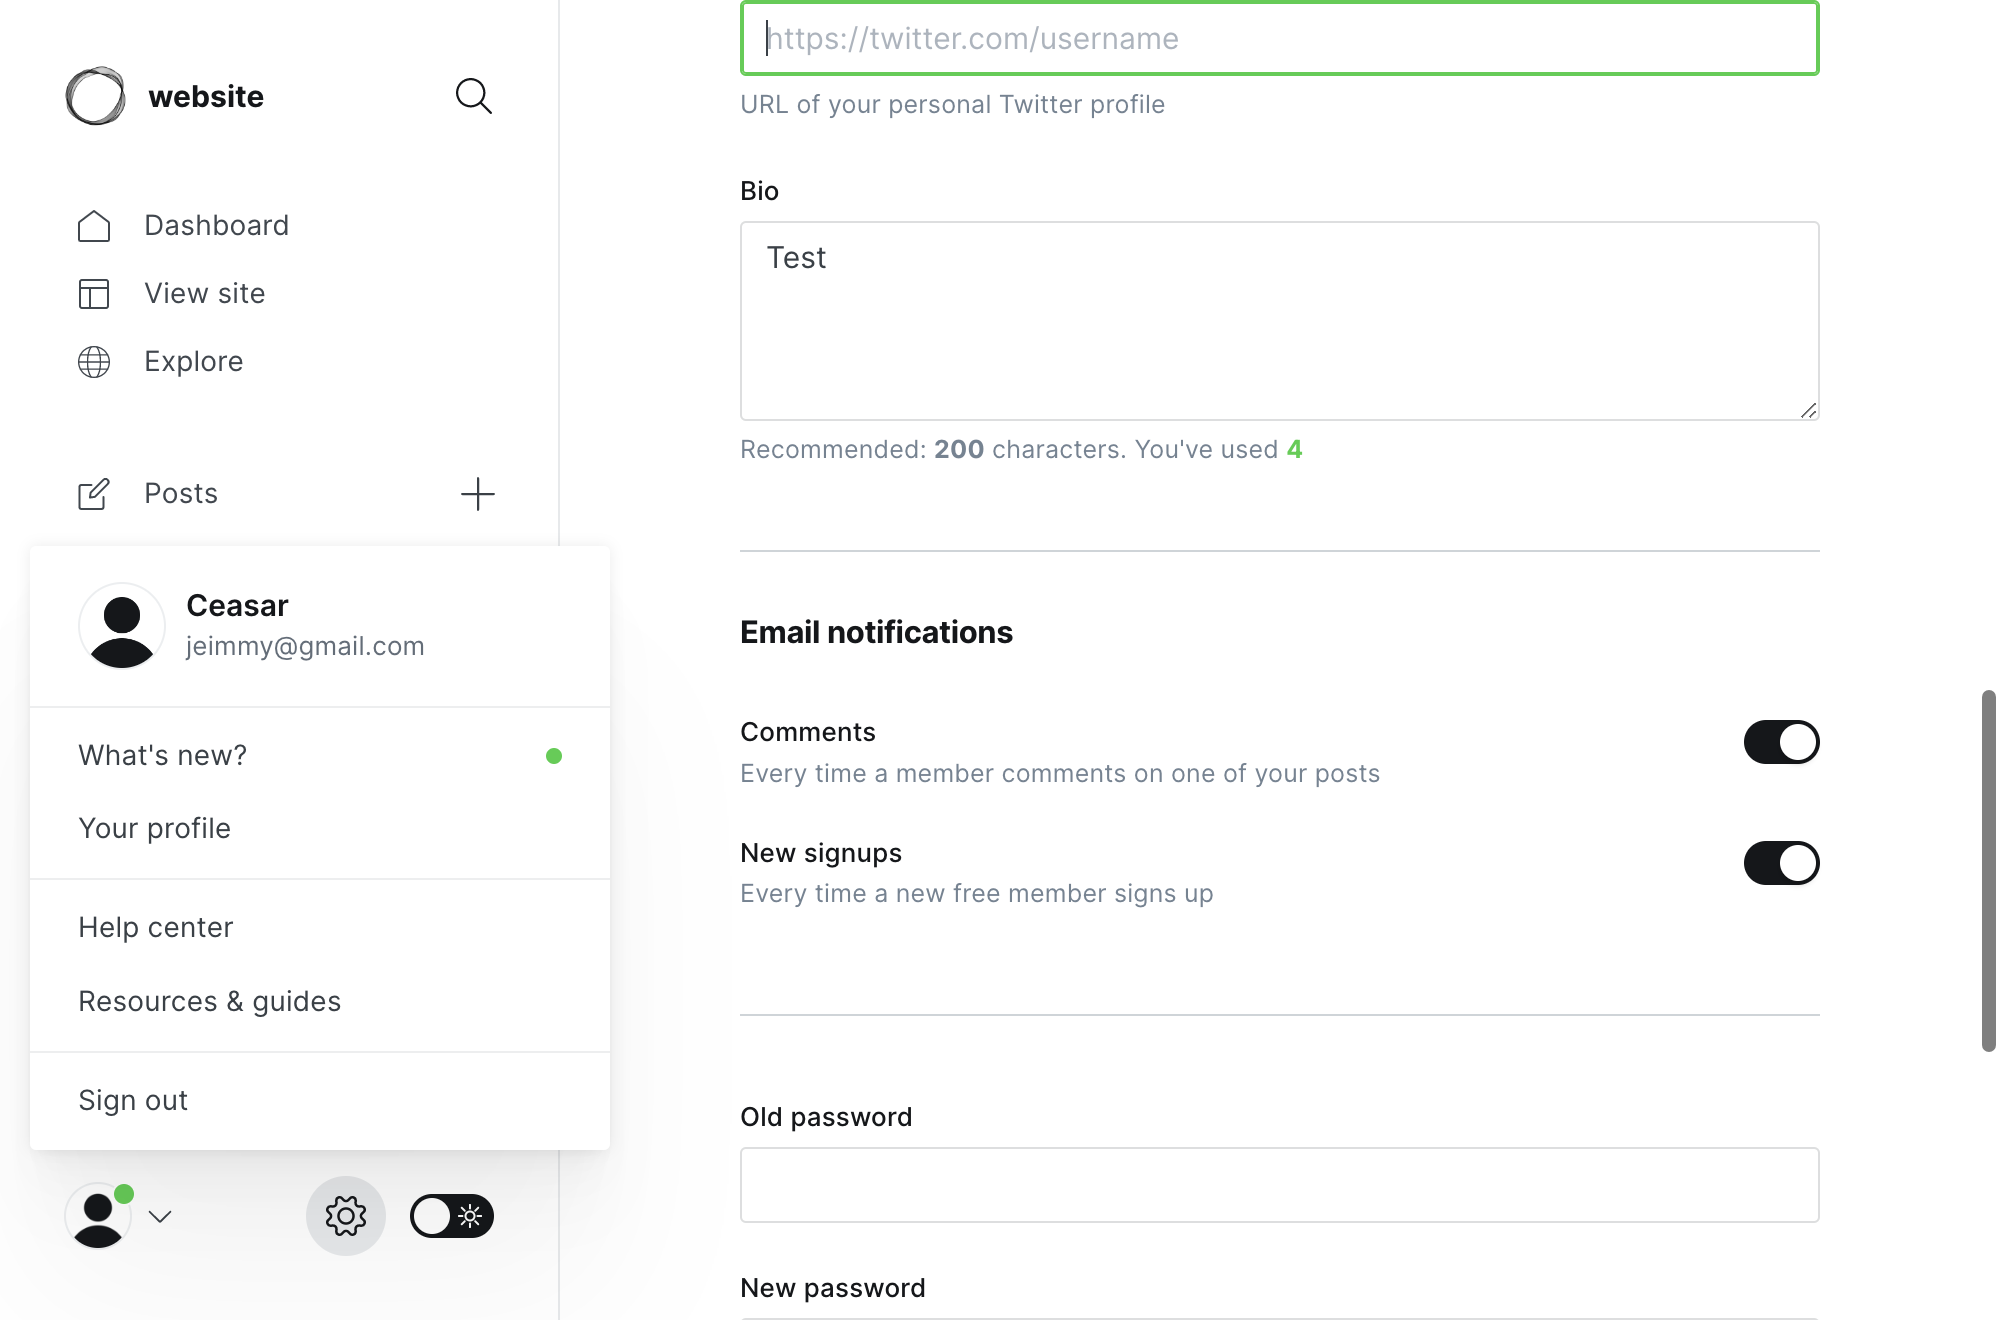 website
Dashboard
View site
Explore
Posts
Ceasar
jeimmy@gmail.com
What's new?
Your profile
Help center
Resources & guides
Sign out
https://twitter.com/username
URL of your personal Twitter profile
Bio
Test
Recommended: 200 characters. You've used 4
Email notifications
Comments
Every time a member comments on one of your posts
New signups
Every time a new free member signs up
Old password
New password